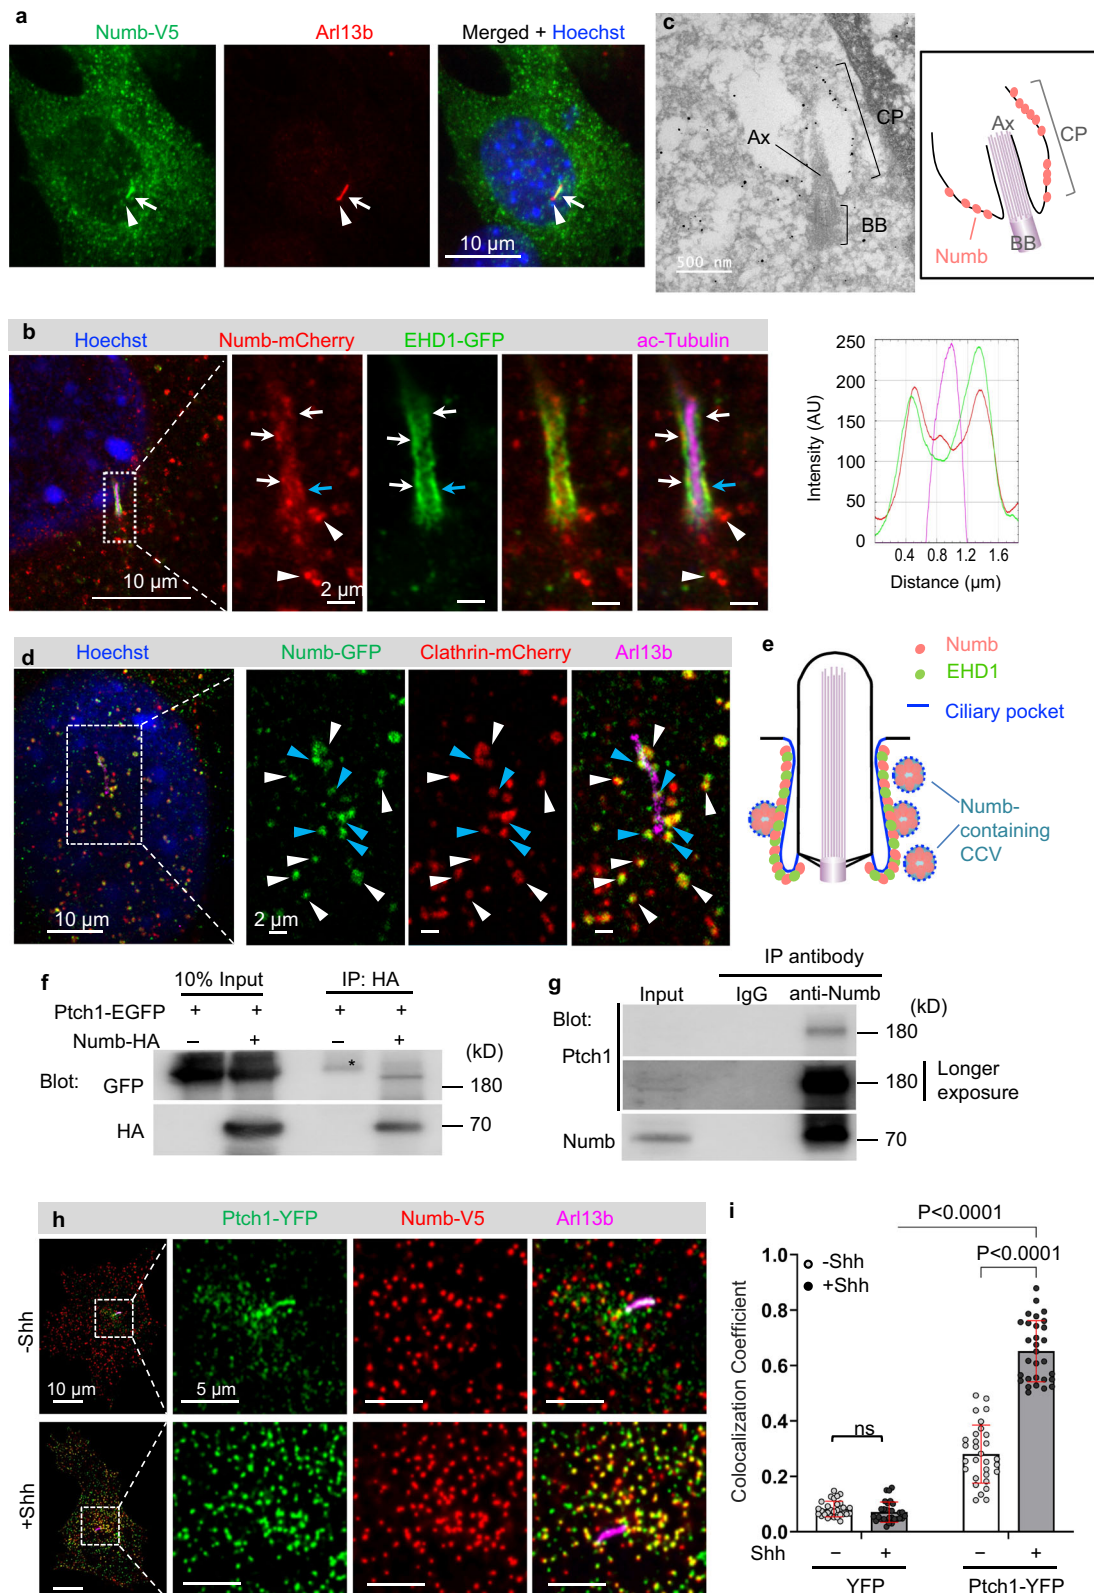 a
Numb-V5
Arl13b
Merged + Hoechst
10 µm
c
CP
Ax
BB
500 nm
Ax
CP
Numb
BB
b
Hoechst
Numb-mCherry
EHD1-GFP
ac-Tubulin
10 µm
2 µm
250
200
150
100
50
0
Intensity (AU)
0.4 0.8 1.2 1.6
Distance (µm)
d
Hoechst
Numb-GFP
Clathrin-mCherry
Arl13b
10 µm
2 µm
e
Numb
EHD1
Ciliary pocket
Numb-
containing
CCV
f
10% Input
IP: HA
Ptch1-EGFP + + + +
Numb-HA – + – +
(kD)
Blot:
GFP
*
180
HA
70
g
IP antibody
Input
IgG
anti-Numb
Blot:
(kD)
Ptch1
180
180
Longer
exposure
Numb
70
h
Ptch1-YFP
Numb-V5
Arl13b
-Shh
10 µm
5 µm
+Shh
i
P<0.0001
P<0.0001
-Shh
+Shh
ns
1.0
0.8
0.6
0.4
0.2
0.0
Colocalization Coefficient
Shh – + – +
YFP
Ptch1-YFP